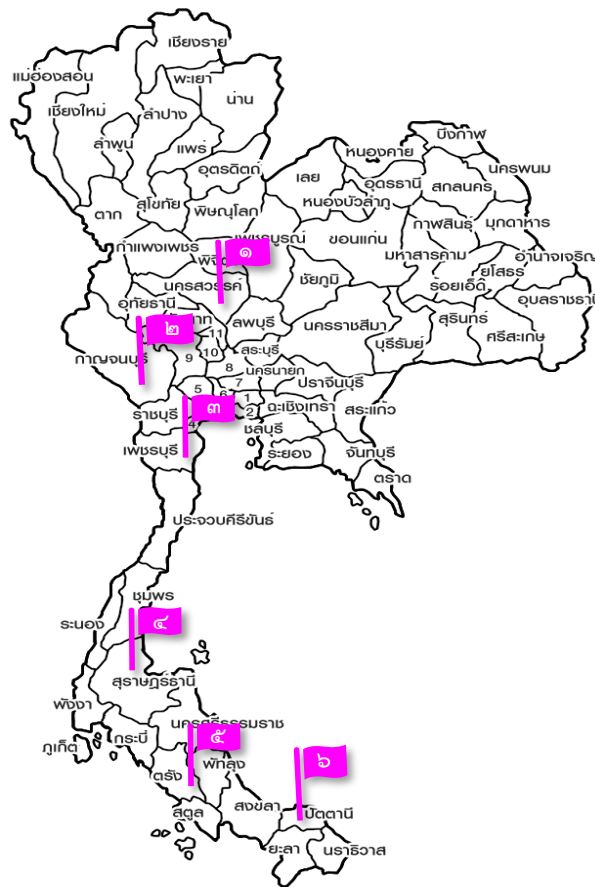 เชียงราย
แม่ฮ่องสอน
พะเยา
น่าน
เชียงใหม่
ลำปาง
ลำพูน
แพร่
อุตรดิตถ์
บึงกาฬ
หนองคาย
เลย
อุดรธานี
สกลนคร
นครพนม
หนองบัวลำภู
ตาก
สุโขทัย
พิษณุโลก
กาฬสินธุ์
มุกดาหาร
กำแพงเพชร
เพชรบูรณ์
ขอนแก่น
๑
มหาสารคาม
อำนาจเจริญ
ยโสธร
ร้อยเอ็ด
ชัยภูมิ
นครสวรรค์
อุทัยธานี
อุบลราชธานี
๒
11
ลพบุรี
นครราชสีมา
บุรีรัมย์
สุรินทร์
ศรีสะเกษ
กาญจนบุรี
9
10
สระบุรี
8
นครนายก
7
ปราจีนบุรี
5
6
1
2
ราชบุรี
๓
4
ฉะเชิงเทรา
สระแก้ว
ชลบุรี
เพชรบุรี
ระยอง
จันทบุรี
ตราด
ประจวบคีรีขันธ์
ชุมพร
ระนอง
๔
สุราษฎร์ธานี
พังงา
นครศรีธรรมราช
ภูเก็ต
กระบี่
๕
ตรัง
พัทลุง
๖
สตูล
สงขลา
ปัตตานี
ยะลา
นราธิวาส